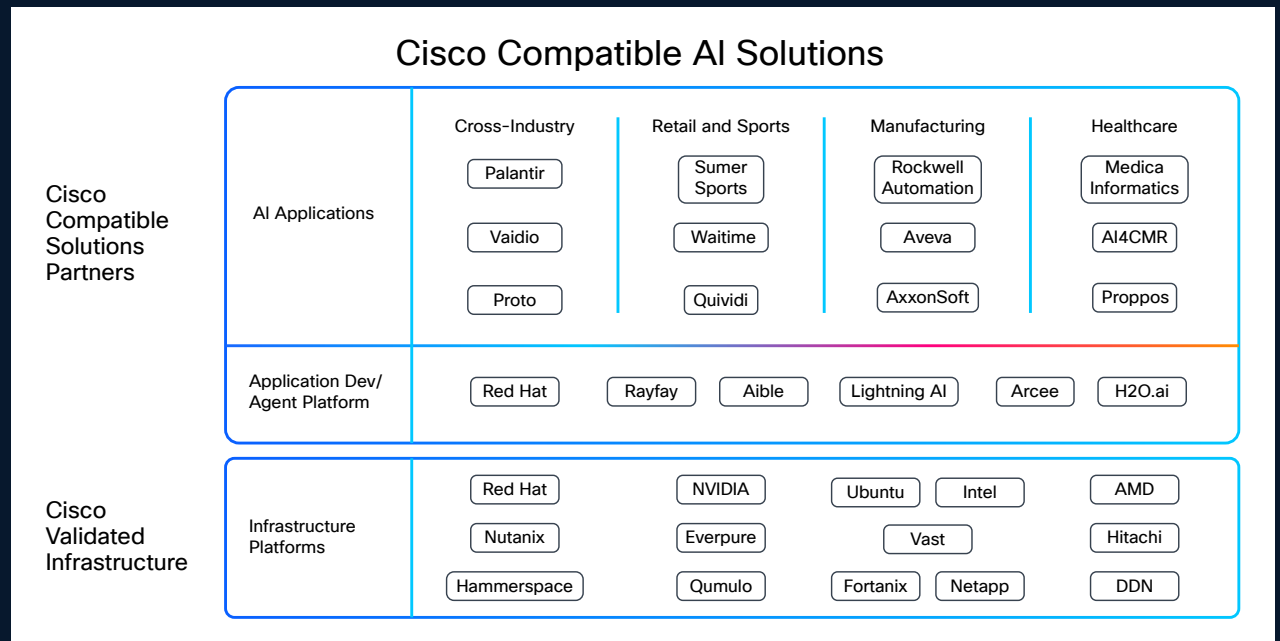 Cisco Compatible AI Solutions
Cisco
Compatible
Solutions
Partners
AI Applications
Cross-Industry
Palantir
Vaidio
Proto
Retail and Sports
Sumer
Sports
Waitime
Quividi
Manufacturing
Rockwell
Automation
Aveva
AxxonSoft
Healthcare
Medica
Informatics
AI4CMR
Proppos
Application Dev/
Agent Platform
Red Hat
Rayfay
Aible
Lightning AI
Arcee
H2O.ai
Cisco
Validated
Infrastructure
Infrastructure
Platforms
Red Hat
NVIDIA
Ubuntu
Intel
AMD
Nutanix
Everpure
Vast
Hitachi
Hammerspace
Qumulo
Fortanix
Netapp
DDN